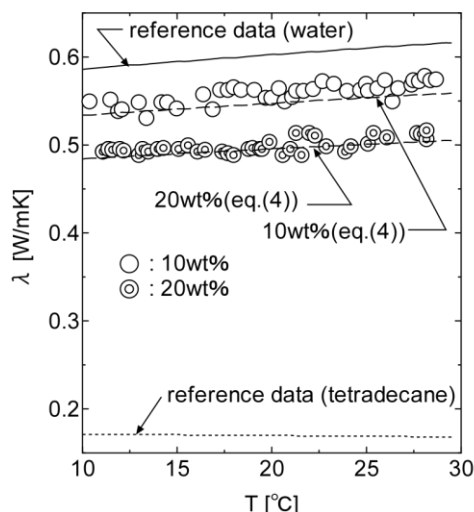 reference data (water)
0.6
0.5
0.4
0.3
0.2
λ [W/mK]
20wt%(eq.(4))
10wt%(eq.(4))
: 10wt%
: 20wt%
reference data (tetradecane)
10 15 20 25 30
T [℃]